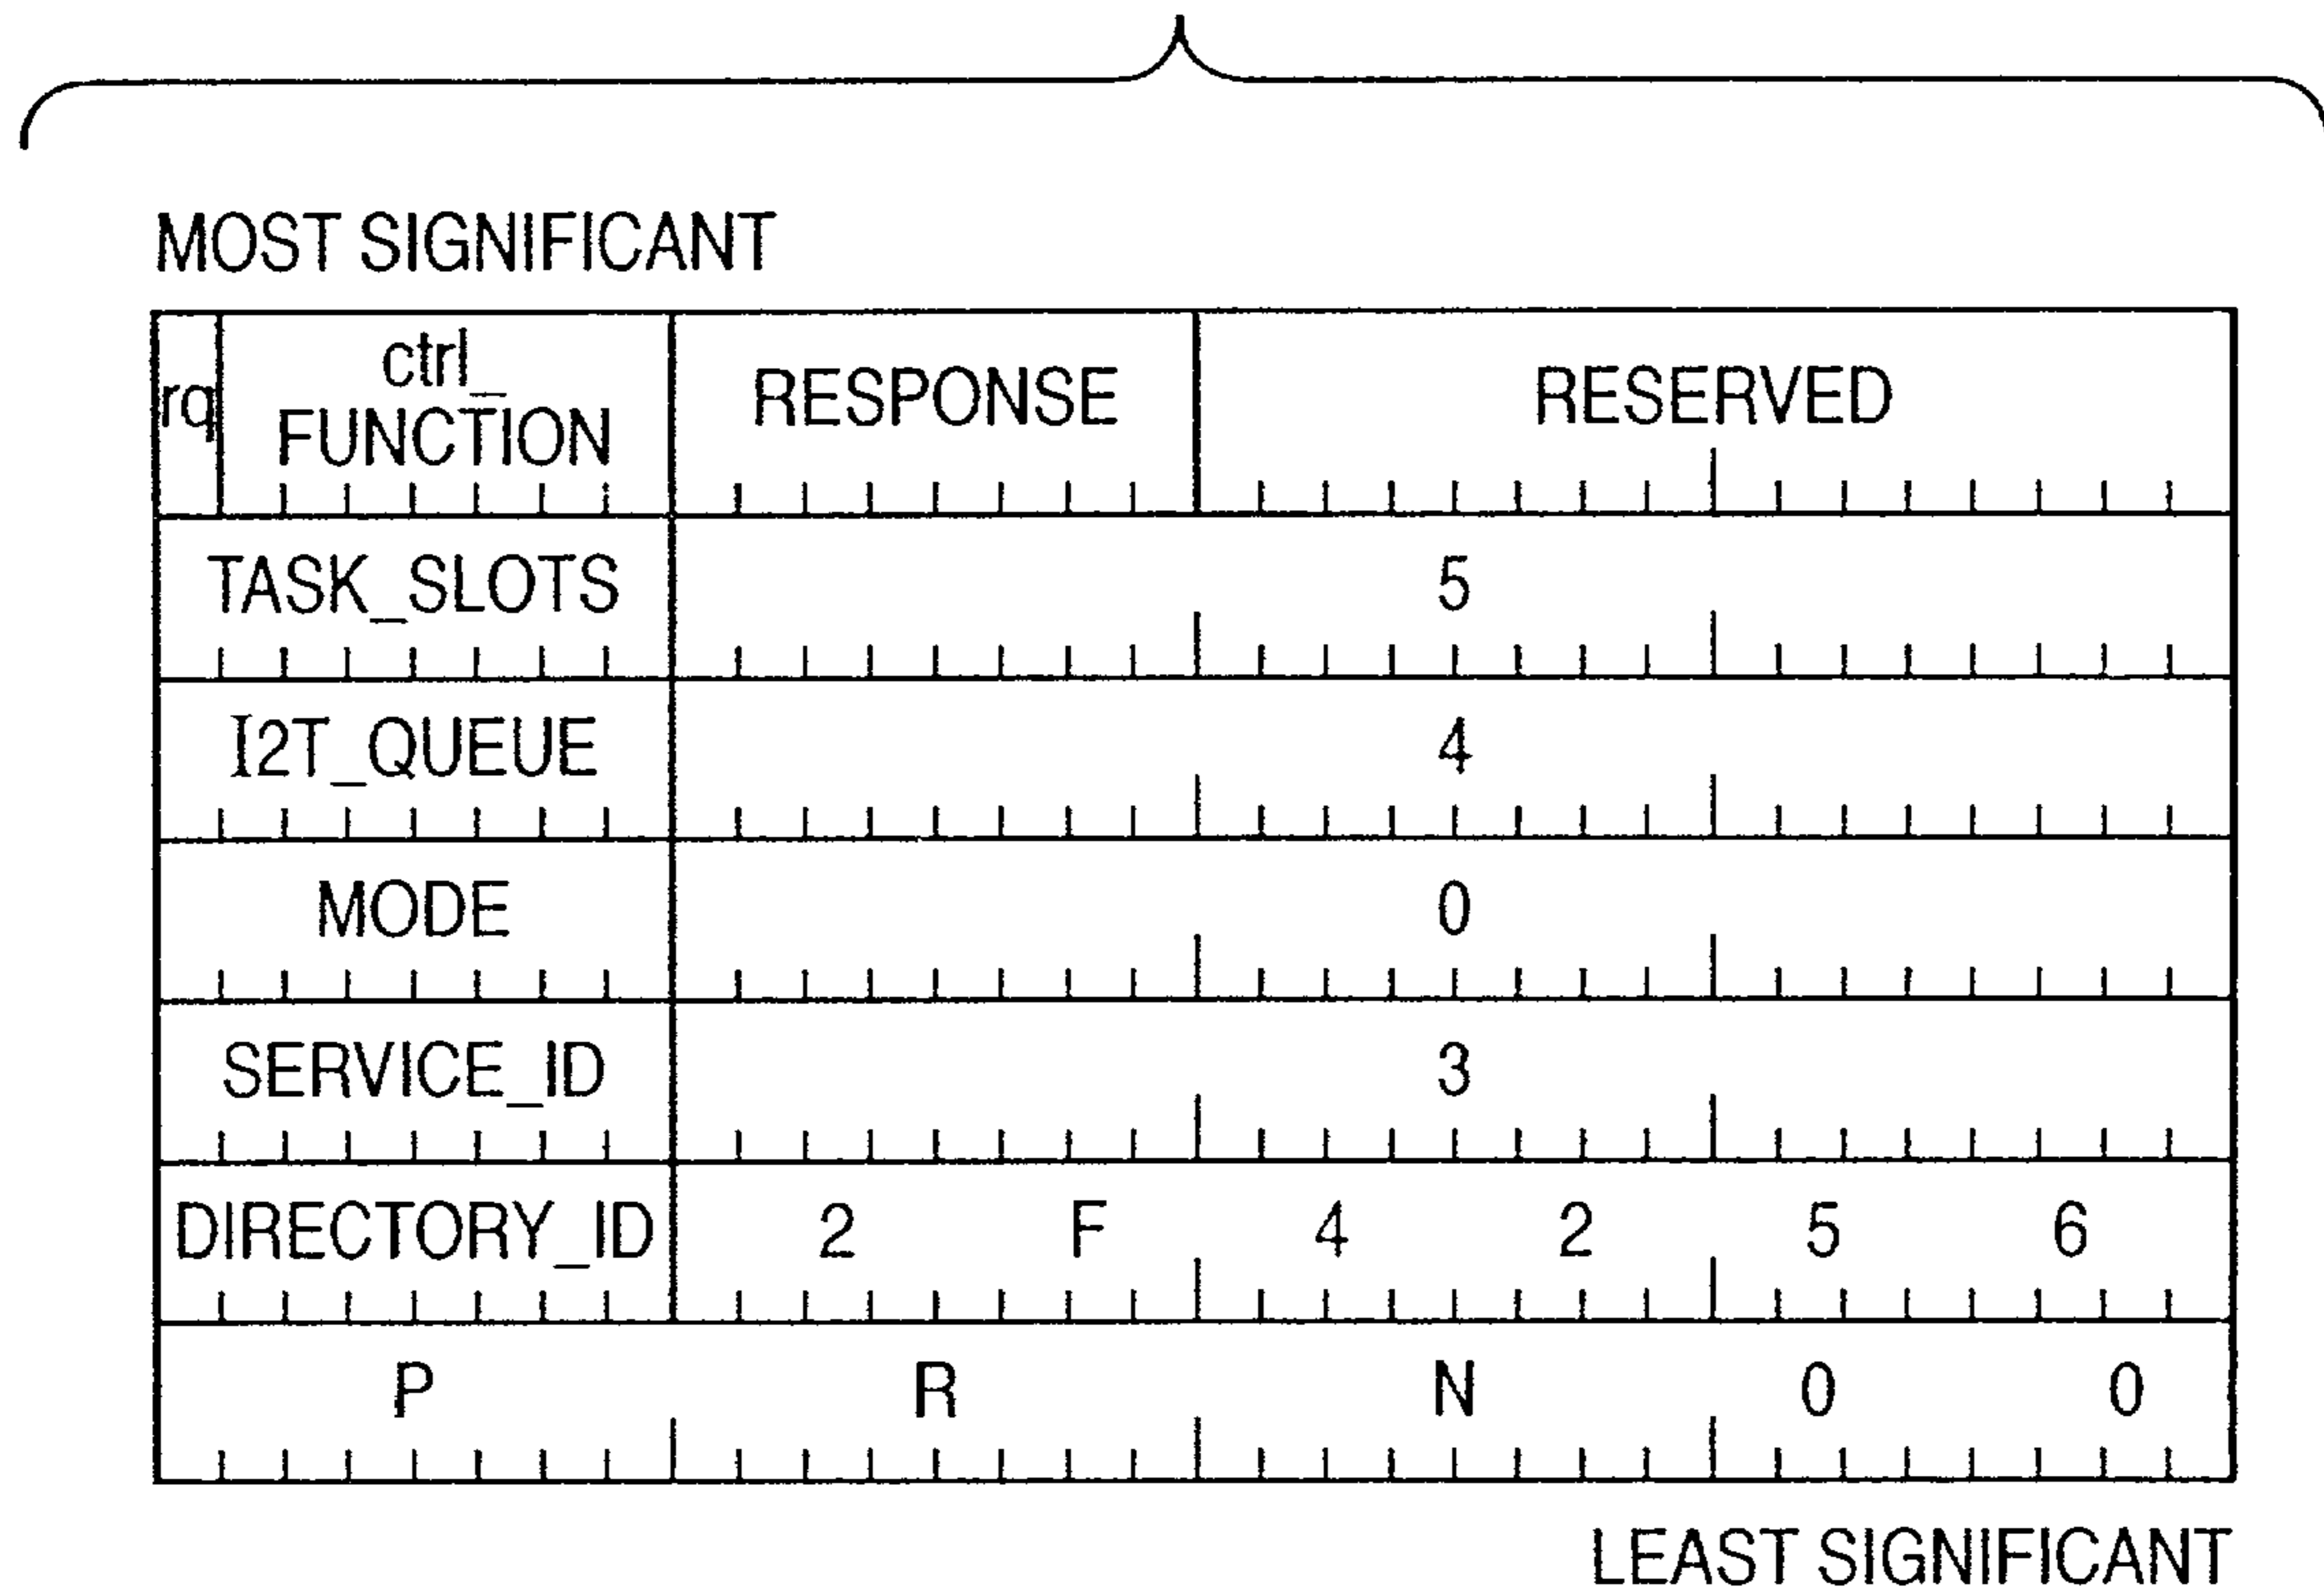 MOST SIGNIFICANT
rq ctrl_ FUNCTION RESPONSE RESERVED
TASK_SLOTS 5
I2T_QUEUE 4
MODE 0
SERVICE_ID 3
DIRECTORY_ID 2 F 4 2 5 6
P R N 0 0
LEAST SIGNIFICANT